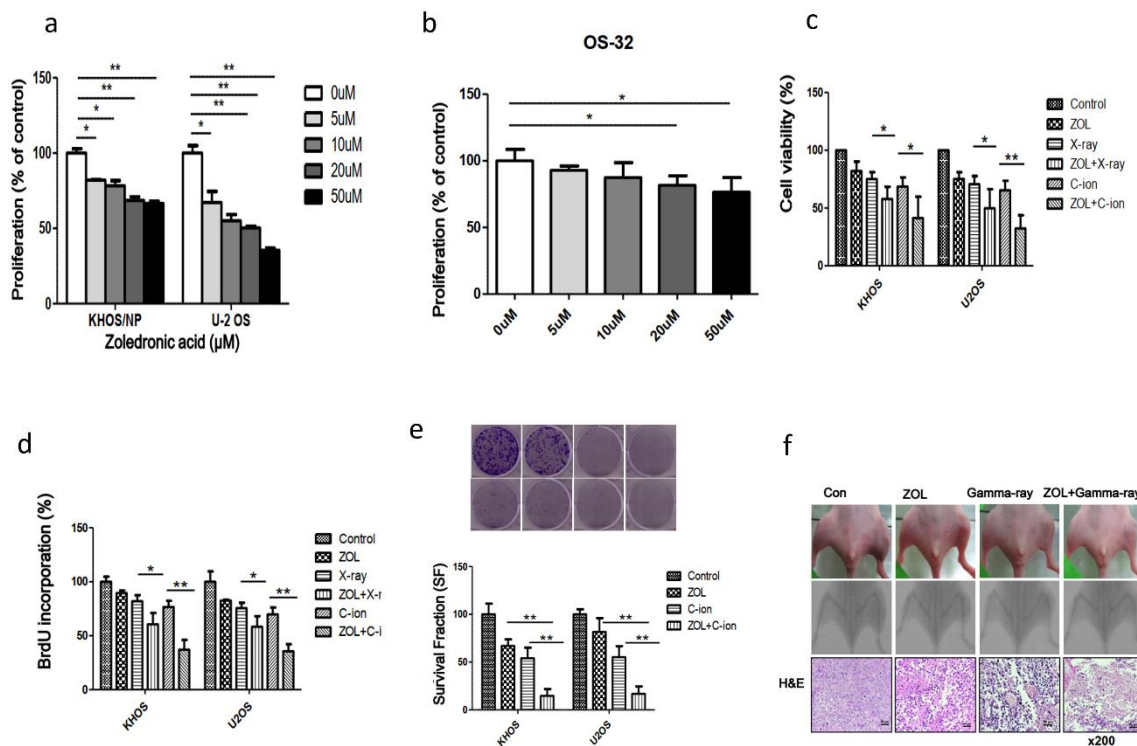 a
**
**
*
*
**
**
**
*
150
100
50
0
Proliferation (% of control)
KHOS/NP
U-2 OS
Zoledronic acid (µM)
0uM
5uM
10uM
20uM
50uM
b
OS-32
*
*
150
100
50
0
Proliferation (% of control)
0uM
5uM
10uM
20uM
50uM
c
*
*
*
**
150
100
50
0
Cell viability (%)
KHOS
U2OS
Control
ZOL
X-ray
ZOL+X-ray
C-ion
ZOL+C-ion
d
*
**
*
**
150
100
50
0
BrdU incorporation (%)
KHOS
U2OS
Control
ZOL
X-ray
ZOL+X-r
C-ion
ZOL+C-i
e
**
**
**
**
150
100
50
0
Survival Fraction (SF)
KHOS
U2OS
Control
ZOL
C-ion
ZOL+C-ion
f
Con
ZOL
Gamma-ray
ZOL+Gamma-ray
H&E
x200